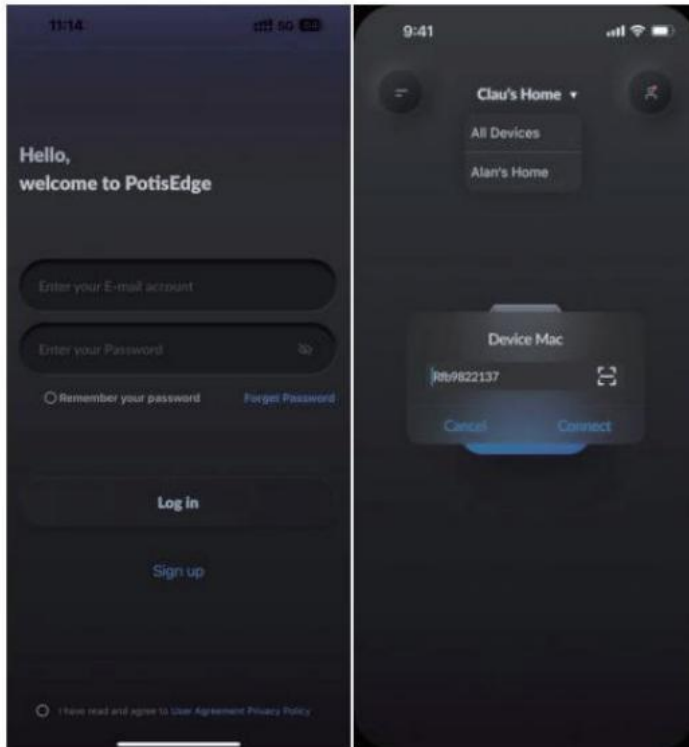 11:14
5G 54
Hello,
welcome to PotisEdge
Enter your E-mail account
Enter your Password
Remember your password
Forget Password
Log in
Sign up
I have read and agree to User Agreement Privacy Policy
9:41
Clau's Home
All Devices
Alan's Home
Device Mac
Rfb9822137
Cancel
Connect